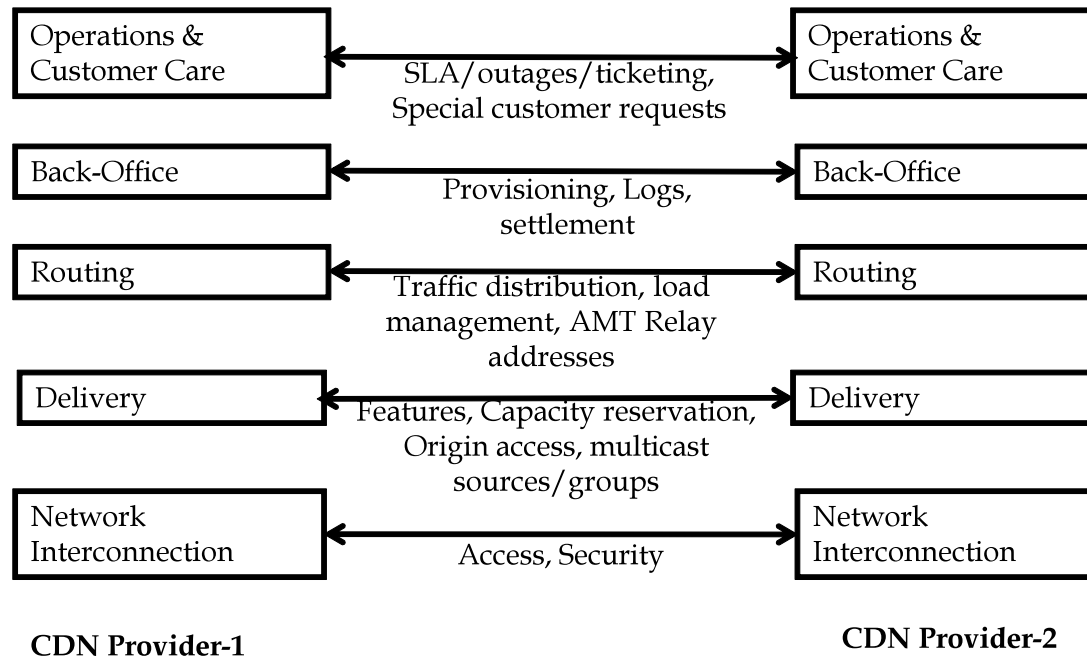 Operations &
Customer Care
SLA/outages/ticketing,
Special customer requests
Operations &
Customer Care
Back-Office
Provisioning, Logs,
settlement
Back-Office
Routing
Traffic distribution, load
management, AMT Relay
addresses
Routing
Delivery
Features, Capacity reservation,
Origin access, multicast
sources/groups
Delivery
Network
Interconnection
Access, Security
Network
Interconnection
CDN Provider-1
CDN Provider-2